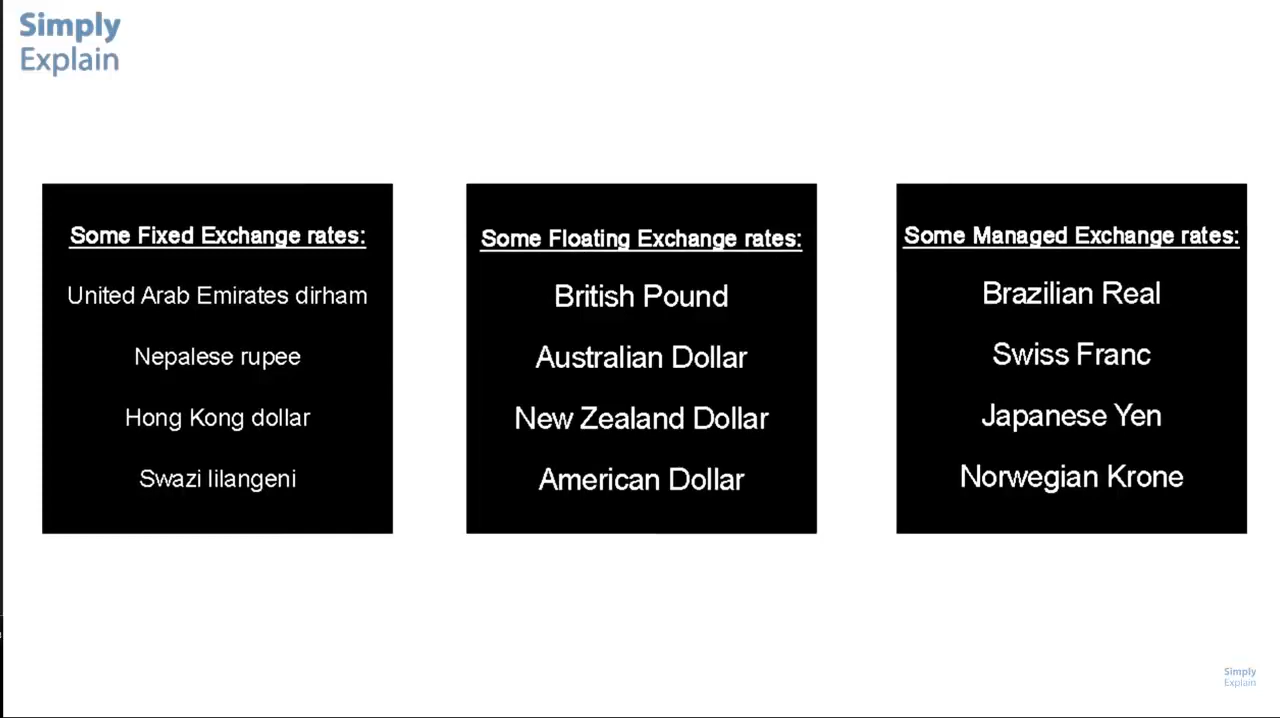 Simply
Explain
Some Fixed Exchange rates:
United Arab Emirates dirham
Nepalese rupee
Hong Kong dollar
Swazi lilangeni
Some Floating Exchange rates:
British Pound
Australian Dollar
New Zealand Dollar
American Dollar
Some Managed Exchange rates:
Brazilian Real
Swiss Franc
Japanese Yen
Norwegian Krone
Simply
Explain